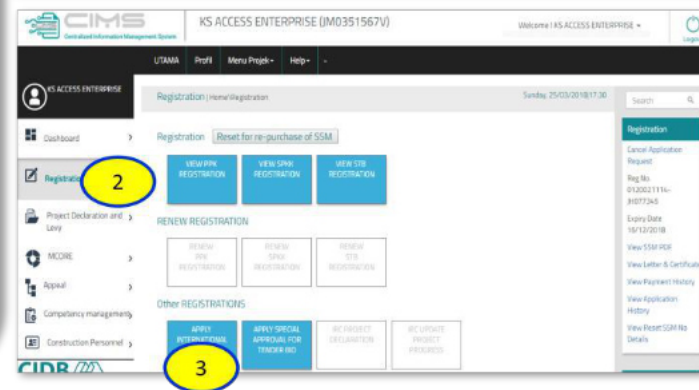 CIMS
Centralized Information Management System
KS ACCESS ENTERPRISE (JM0351567V)
Welcome ! KS ACCESS ENTERPRISE
Logout
UTAMA Profil Menu Projek Help
KS ACCESS ENTERPRISE
Registration | Home\Registration
Sunday, 25/03/2018|17:30
Search
Dashboard
Registration Reset for re-purchase of SSM
Registration
Cancel Application
Request
VIEW PPK
REGISTRATION
VIEW SPKK
REGISTRATION
VIEW STB
REGISTRATION
2
Reg No.
0120021114-
JH077245
Project Declaration and
Levy
RENEW REGISTRATION
Expiry Date
16/12/2018
View SSM PDF
MCORE
RENEW
PPK
REGISTRATION
RENEW
SPKK
REGISTRATION
RENEW
STB
REGISTRATION
View Letter & Certificate
View Payment History
Appeal
View Application
History
Other REGISTRATIONS
Competency management
View Reset SSM No
Details
APPLY
INTERNATIONAL
APPLY SPECIAL
APPROVAL FOR
TENDER BID
IBC PROJECT
DECLARATION
IBC UPDATE
PROJECT
PROGRESS
Construction Personnel
CIDB
3